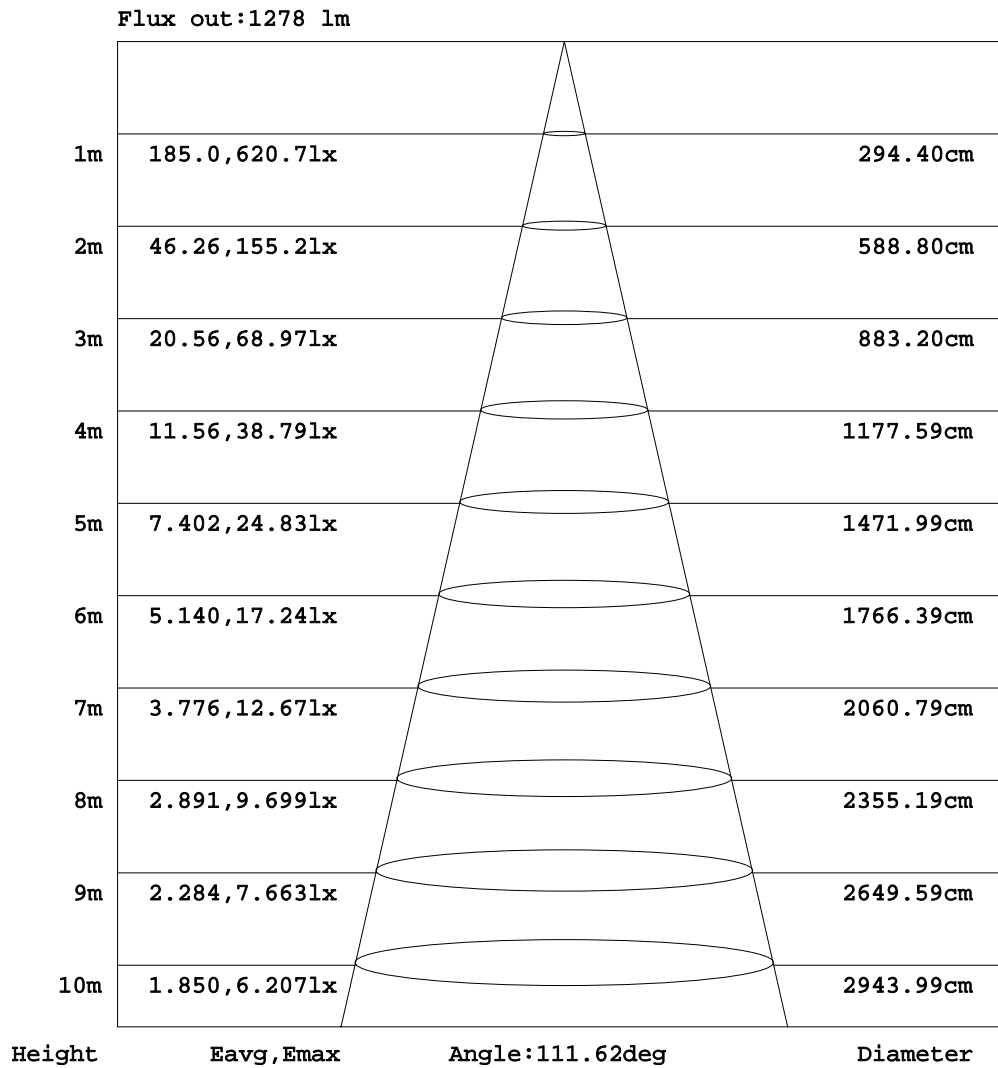 Flux out:1278 lm
1m 185.0,620.7lx 294.40cm
2m 46.26,155.2lx 588.80cm
3m 20.56,68.97lx 883.20cm
4m 11.56,38.79lx 1177.59cm
5m 7.402,24.83lx 1471.99cm
6m 5.140,17.24lx 1766.39cm
7m 3.776,12.67lx 2060.79cm
8m 2.891,9.699lx 2355.19cm
9m 2.284,7.663lx 2649.59cm
10m 1.850,6.207lx 2943.99cm
Height Eavg,Emax Angle:111.62deg Diameter